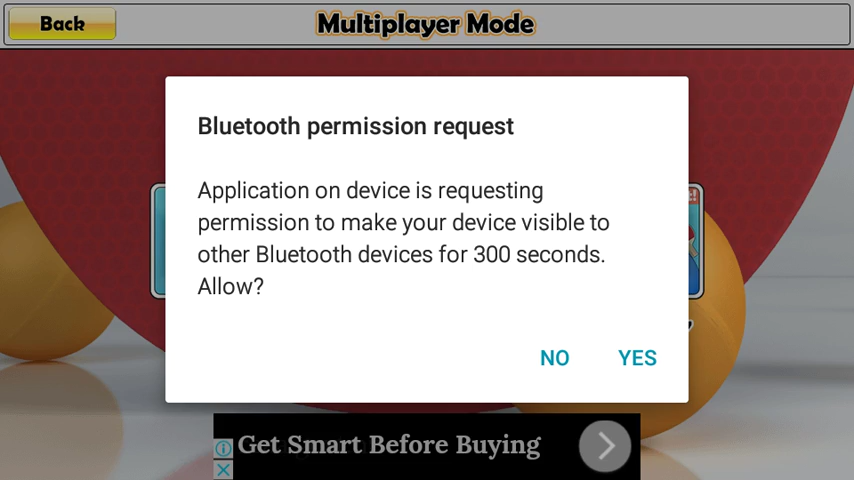 Back
Multiplayer Mode
Bluetooth permission request
Application on device is requesting
permission to make your device visible to
other Bluetooth devices for 300 seconds.
Allow?
NO
YES
Get Smart Before Buying